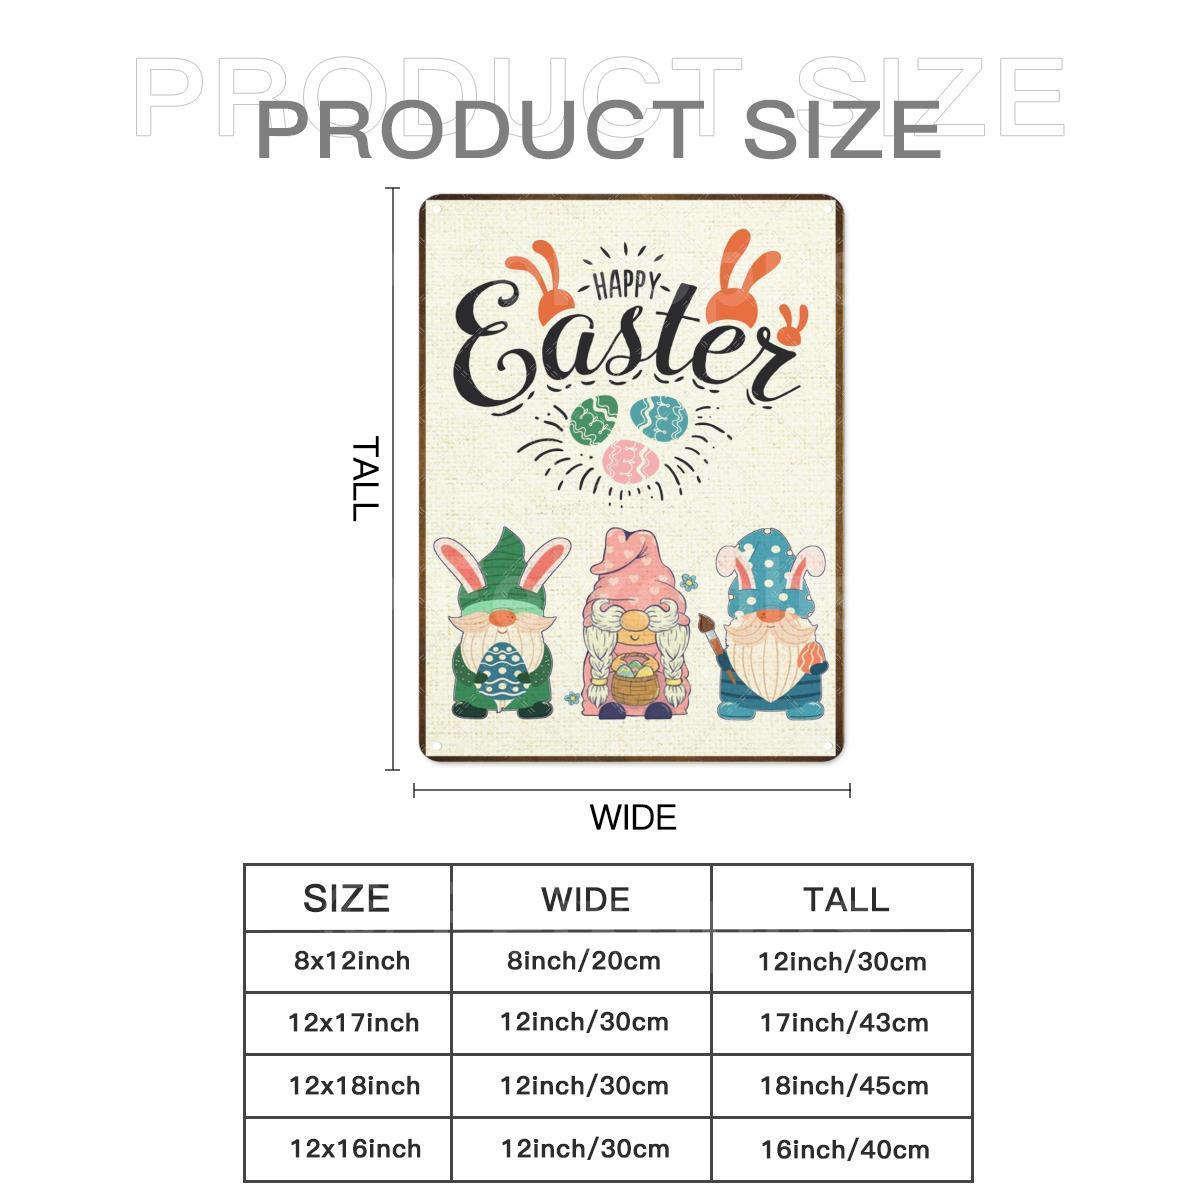 PRODUCT SIZE
PRODUCT SIZE
HAPPY
Easter
TALL
WIDE
SIZE WIDE TALL
8x12inch 8inch/20cm 12inch/30cm
12x17inch 12inch/30cm 17inch/43cm
12x18inch 12inch/30cm 18inch/45cm
12x16inch 12inch/30cm 16inch/40cm